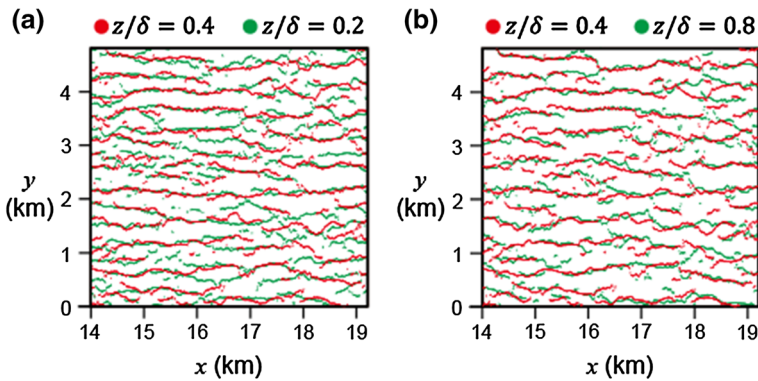 (a) z/δ = 0.4 z/δ = 0.2
4
3
2
1
0
y
(km)
14 15 16 17 18 19
x (km)
(b) z/δ = 0.4 z/δ = 0.8
4
3
2
1
0
y
(km)
14 15 16 17 18 19
x (km)